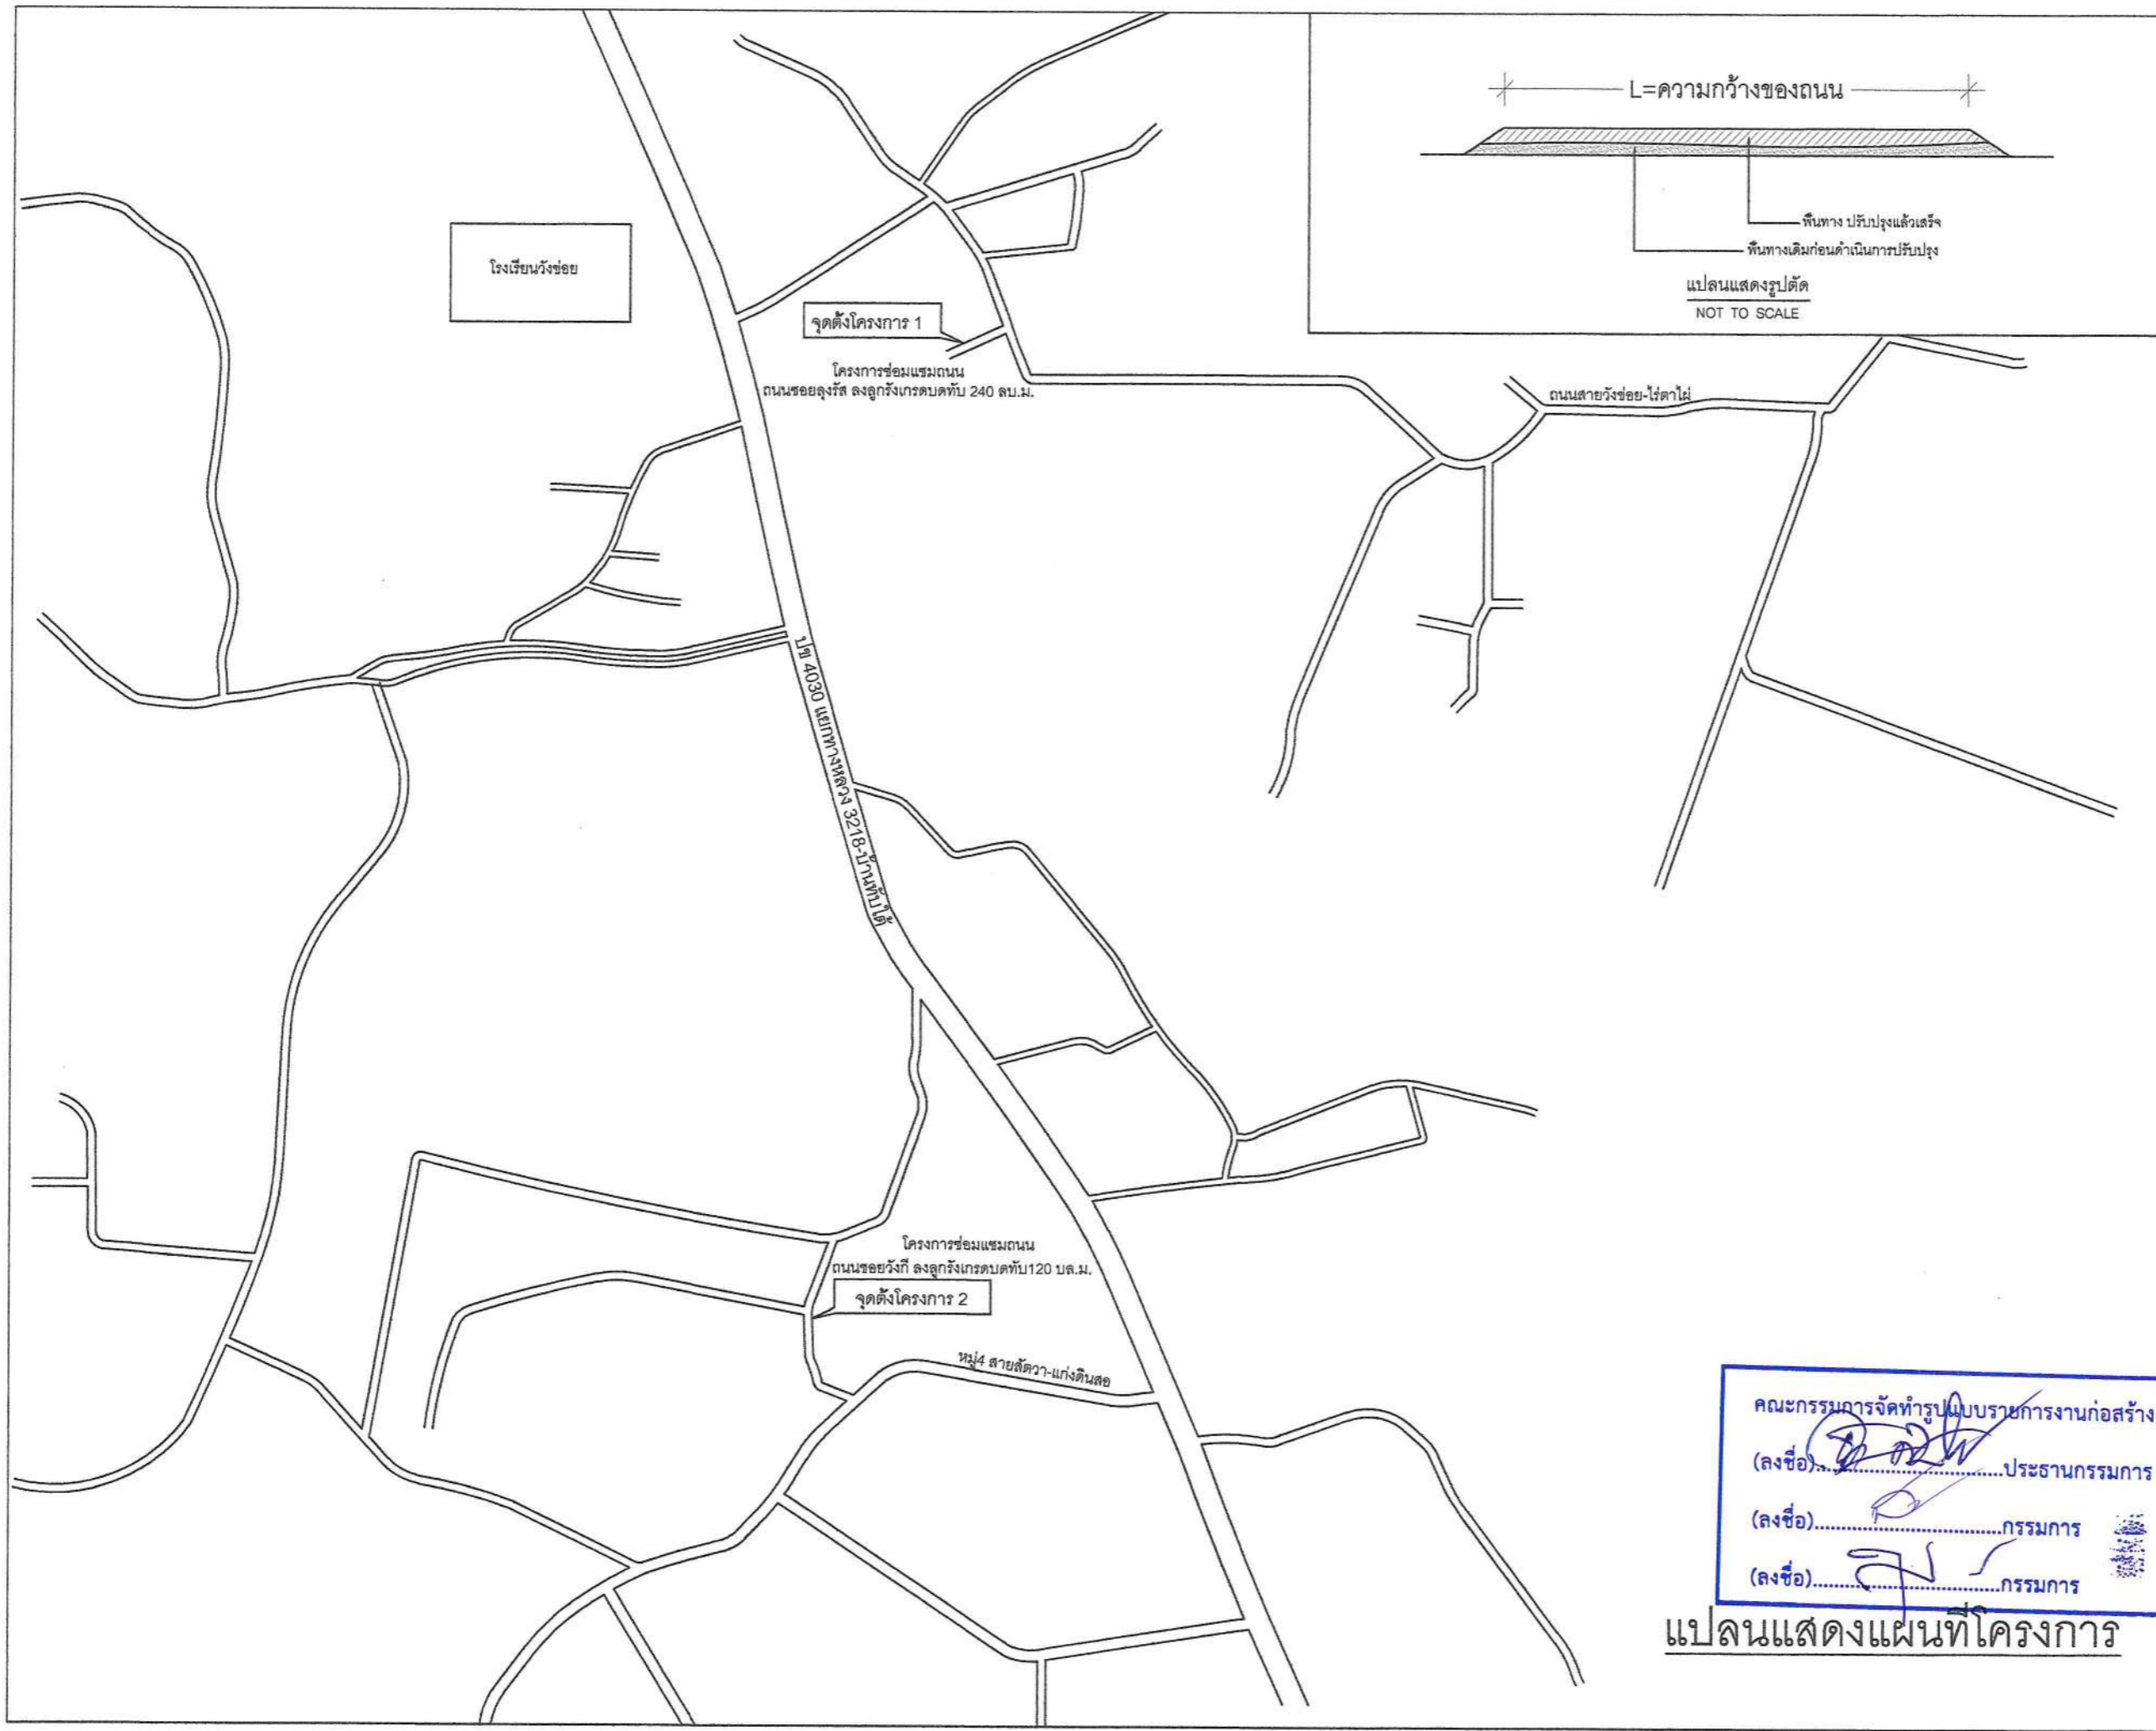 L=ความกว้างของถนน
พื้นทาง ปรับปรุงแล้วเสร็จ
พื้นทางเดิมก่อนดำเนินการปรับปรุง
แปลนแสดงรูปตัด
NOT TO SCALE
โรงเรียนวังข่อย
จุดตั้งโครงการ 1
โครงการซ่อมแซมถนน
ถนนซอยลุงรัส ลงลูกรังเกรดบดทับ 240 ลบ.ม.
ถนนสายวังข่อย-ไร่ตาไผ่
ปข 4030 แยกทางหลวง 3218-บ้านทับใต้
โครงการซ่อมแซมถนน
ถนนซอยวังกี่ ลงลูกรังเกรดบดทับ120 บล.ม.
จุดตั้งโครงการ 2
หมู่4 สายสัตวา-แก่งดินสอ
คณะกรรมการจัดทำรูปแบบรายการงานก่อสร้าง
(ลงชื่อ)..............................ประธานกรรมการ
(ลงชื่อ)..............................กรรมการ
(ลงชื่อ)..............................กรรมการ
แปลนแสดงแผ่นที่โครงการ